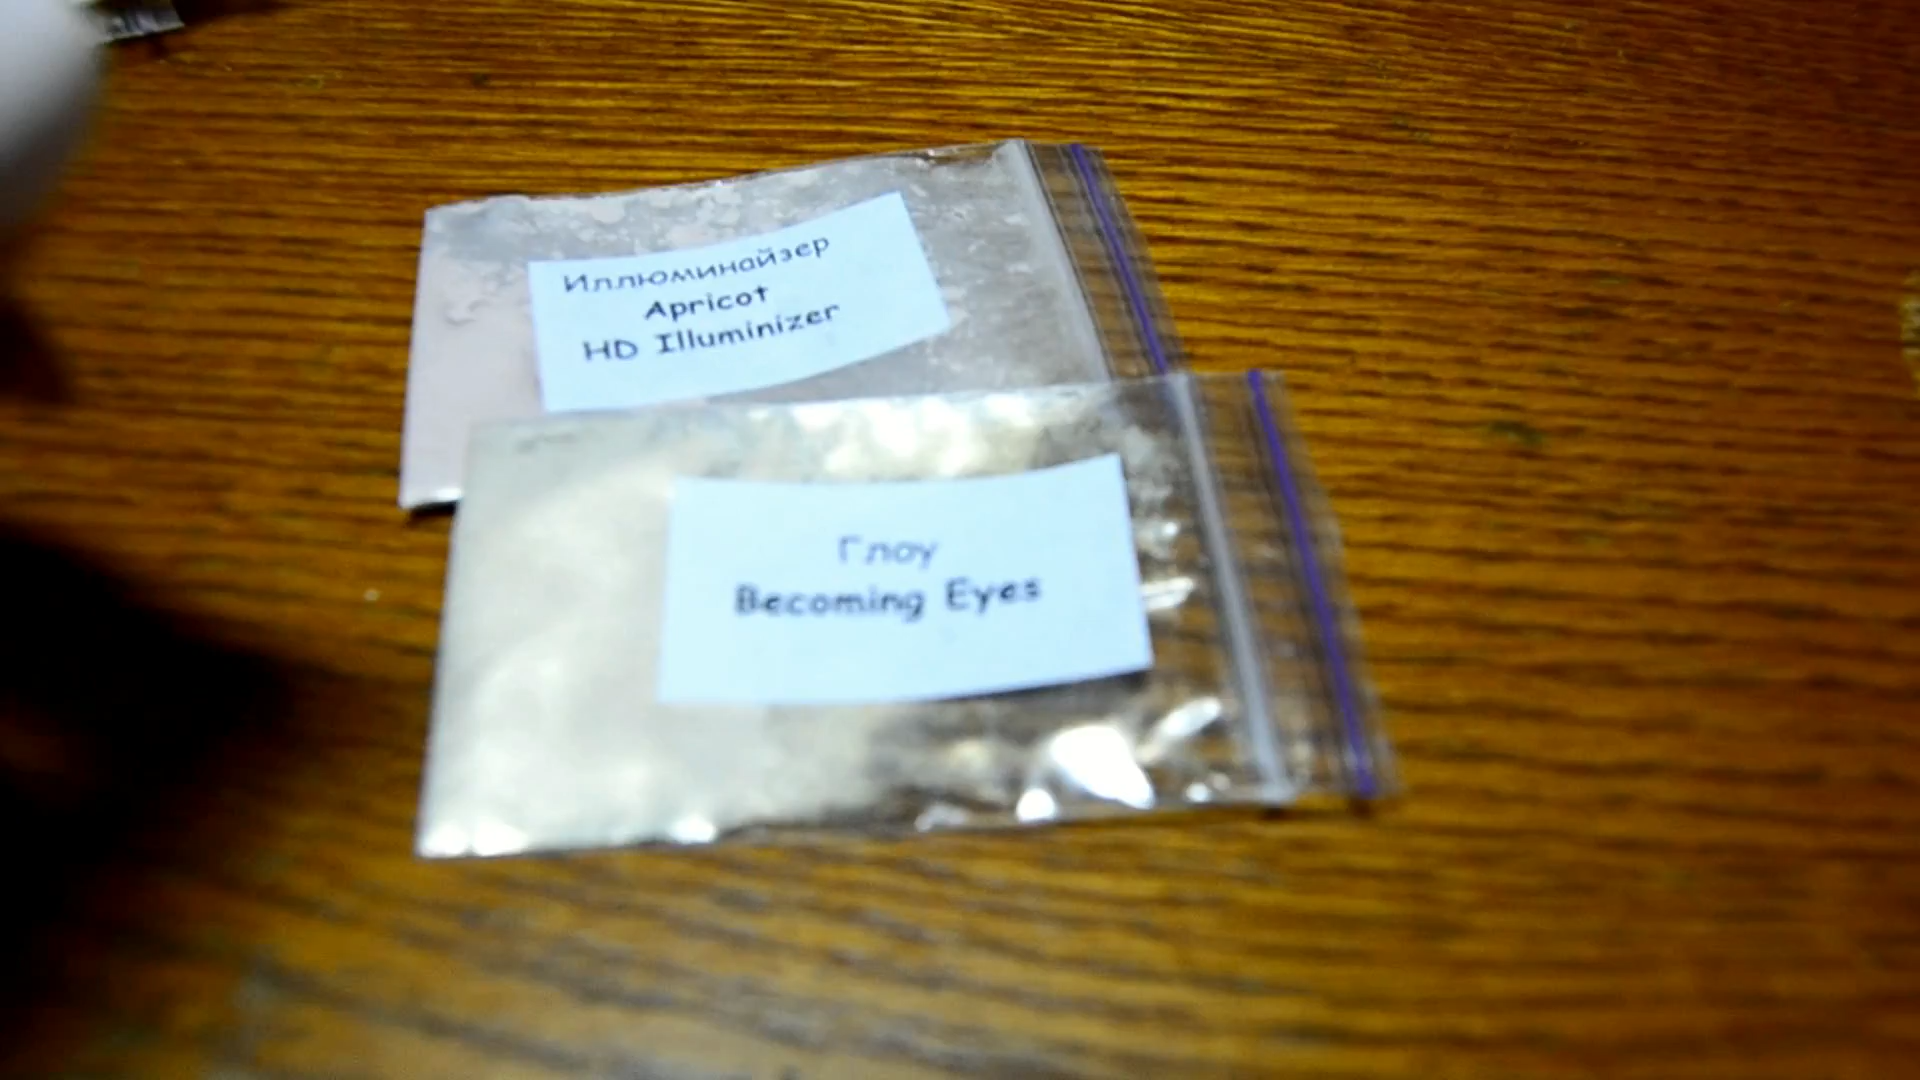 Иллюминайзер
Apricot
HD Illuminizer
Глоу
Becoming Eyes